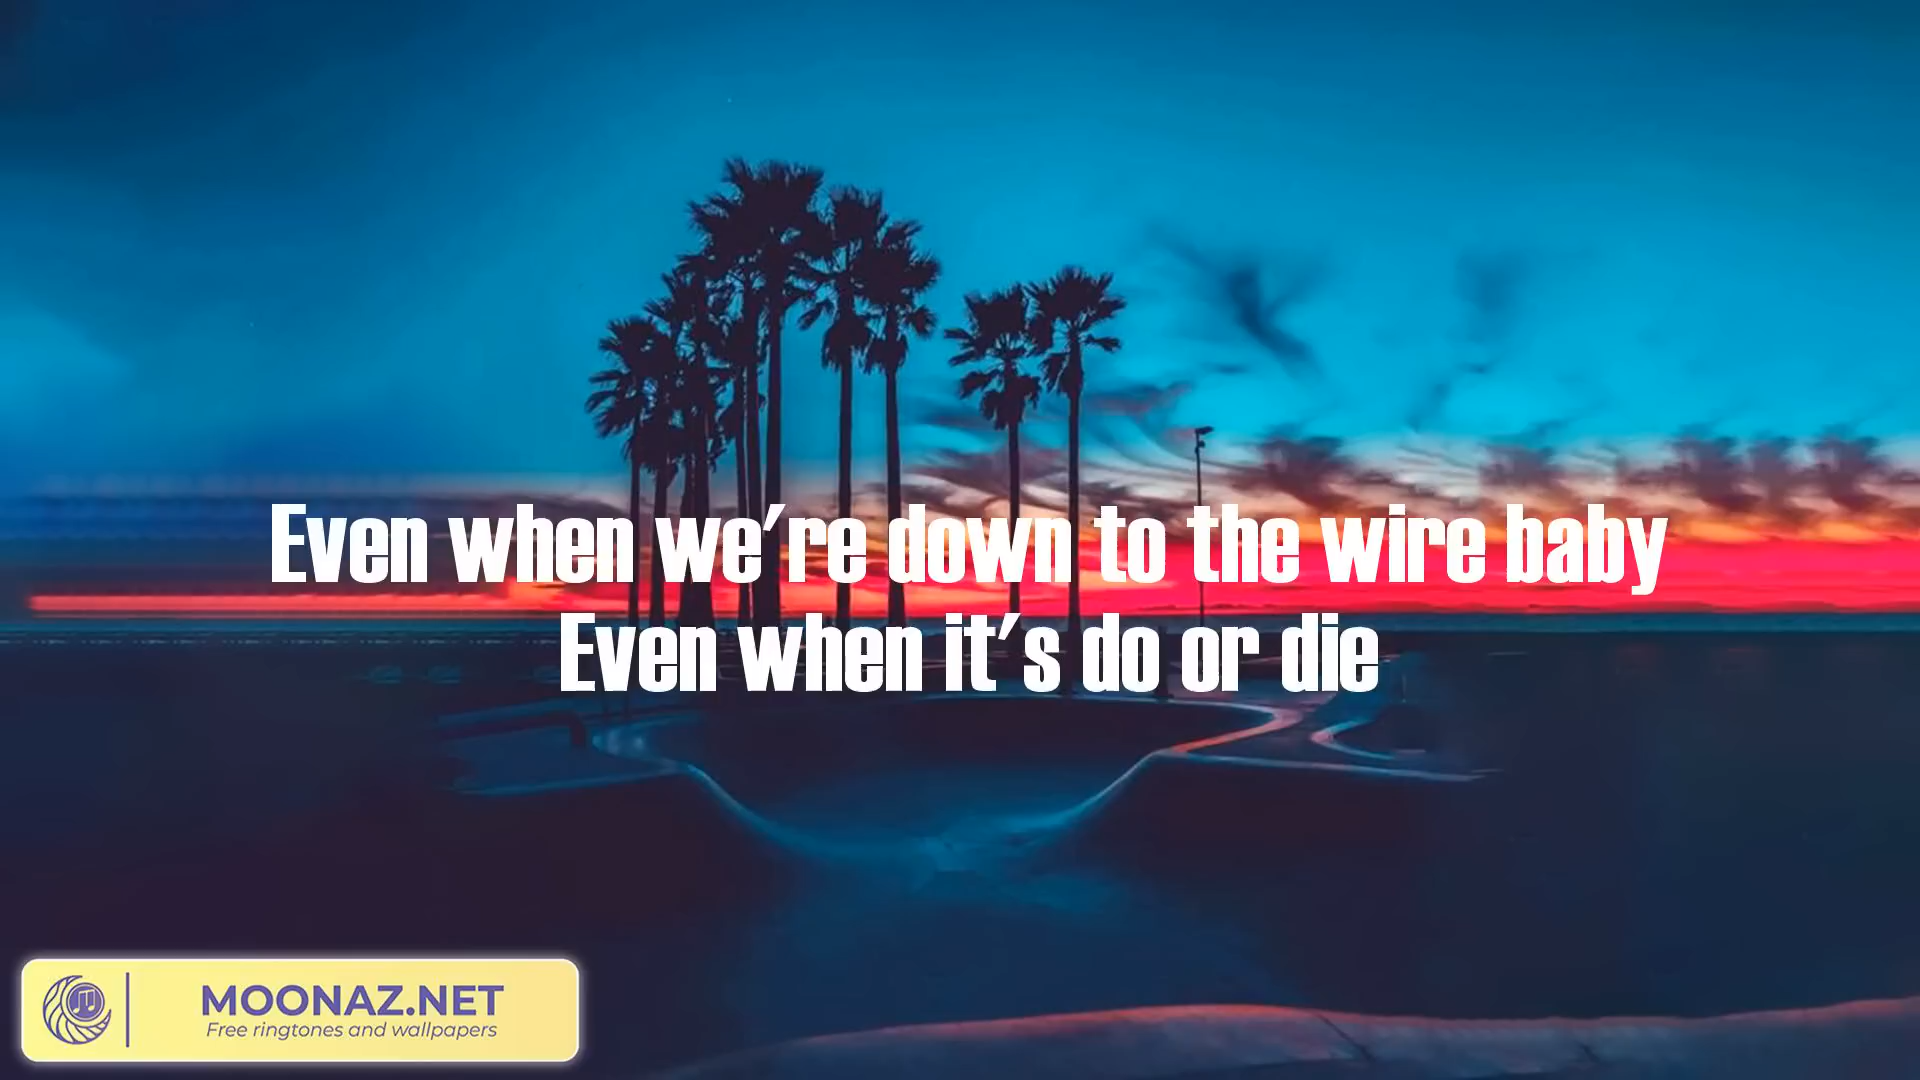 Even when we're down to the wire baby
Even when it's do or die
MOONAZ.NET
Free ringtones and wallpapers